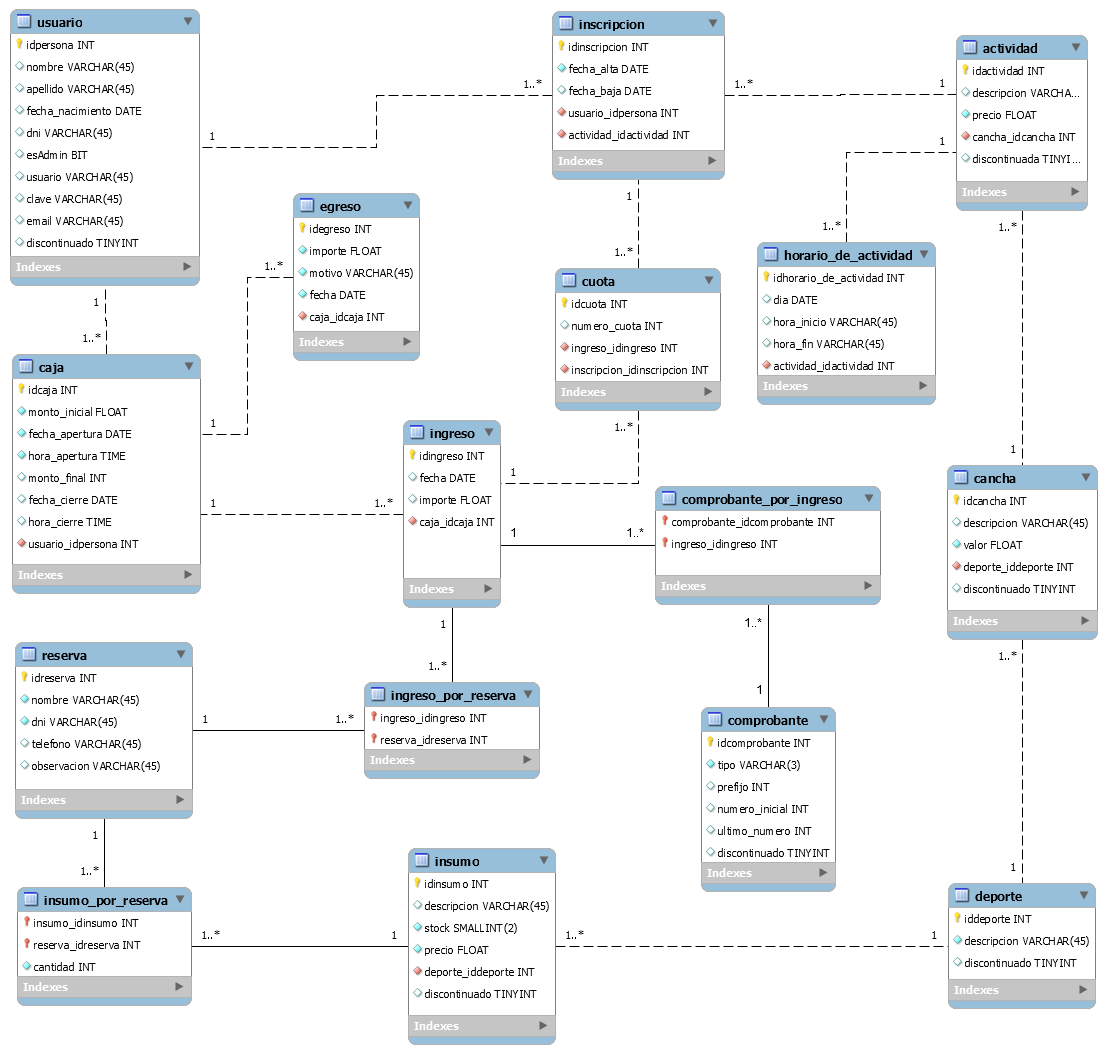 usuario
idpersona INT
nombre VARCHAR(45)
apellido VARCHAR(45)
fecha_nacimiento DATE
dni VARCHAR(45)
esAdmin BIT
usuario VARCHAR(45)
clave VARCHAR(45)
email VARCHAR(45)
discontinuado TINYINT
Indexes
1
1..*
1
1..*
inscripcion
idinscripcion INT
fecha_alta DATE
fecha_baja DATE
usuario_idpersona INT
actividad_idactividad INT
Indexes
1..*
1
1
1..*
actividad
idactividad INT
descripcion VARCHA...
precio FLOAT
cancha_idcancha INT
discontinuada TINYI...
Indexes
1
1..*
1..*
1
egreso
idegreso INT
importe FLOAT
motivo VARCHAR(45)
fecha DATE
caja_idcaja INT
Indexes
1..*
1
horario_de_actividad
idhorario_de_actividad INT
dia DATE
hora_inicio VARCHAR(45)
hora_fin VARCHAR(45)
actividad_idactividad INT
Indexes
cuota
idcuota INT
numero_cuota INT
ingreso_idingreso INT
inscripcion_idinscripcion INT
Indexes
1..*
1
caja
idcaja INT
monto_inicial FLOAT
fecha_apertura DATE
hora_apertura TIME
monto_final INT
fecha_cierre DATE
hora_cierre TIME
usuario_idpersona INT
Indexes
1
1..*
ingreso
idingreso INT
fecha DATE
importe FLOAT
caja_idcaja INT
Indexes
1
1..*
1
1..*
comprobante_por_ingreso
comprobante_idcomprobante INT
ingreso_idingreso INT
Indexes
1..*
1
cancha
idcancha INT
descripcion VARCHAR(45)
valor FLOAT
deporte_iddeporte INT
discontinuado TINYINT
Indexes
1..*
1
reserva
idreserva INT
nombre VARCHAR(45)
dni VARCHAR(45)
telefono VARCHAR(45)
observacion VARCHAR(45)
Indexes
1
1..*
1
1..*
ingreso_por_reserva
ingreso_idingreso INT
reserva_idreserva INT
Indexes
comprobante
idcomprobante INT
tipo VARCHAR(3)
prefijo INT
numero_inicial INT
ultimo_numero INT
discontinuado TINYINT
Indexes
insumo_por_reserva
insumo_idinsumo INT
reserva_idreserva INT
cantidad INT
Indexes
1..*
1
insumo
idinsumo INT
descripcion VARCHAR(45)
stock SMALLINT(2)
precio FLOAT
deporte_iddeporte INT
discontinuado TINYINT
Indexes
1..*
1
deporte
iddeporte INT
descripcion VARCHAR(45)
discontinuado TINYINT
Indexes